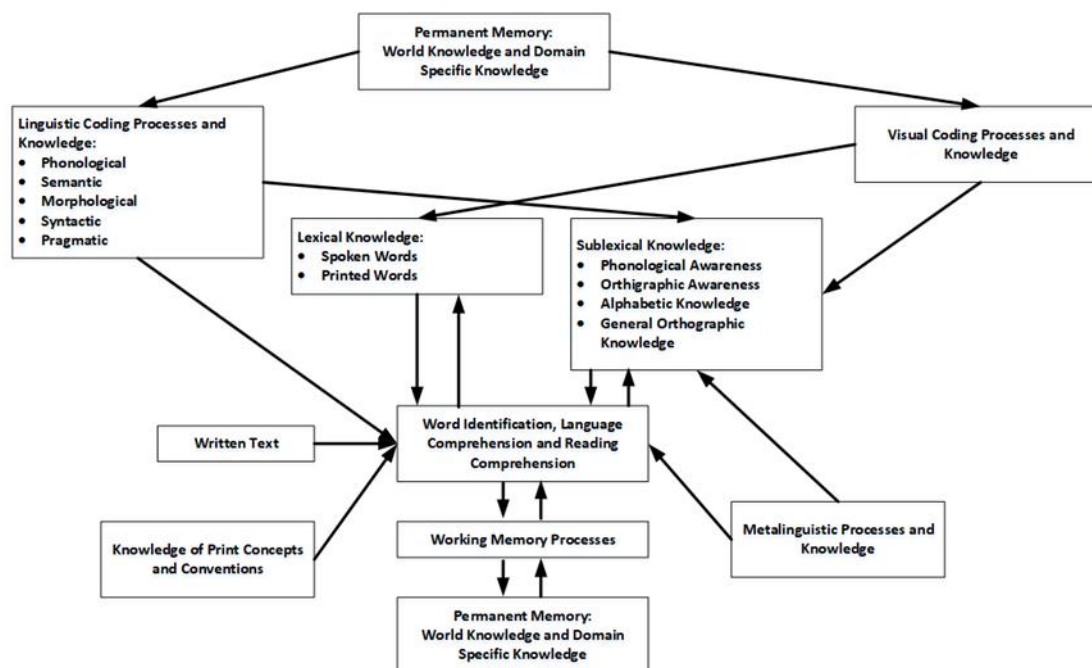 Permanent Memory:
World Knowledge and Domain
Specific Knowledge
Linguistic Coding Processes and
Knowledge:
• Phonological
• Semantic
• Morphological
• Syntactic
• Pragmatic
Visual Coding Processes and
Knowledge
Lexical Knowledge:
• Spoken Words
• Printed Words
Sublexical Knowledge:
• Phonological Awareness
• Orthigraphic Awareness
• Alphabetic Knowledge
• General Orthographic
Knowledge
Word Identification, Language
Comprehension and Reading
Comprehension
Written Text
Knowledge of Print Concepts
and Conventions
Metalinguistic Processes and
Knowledge
Working Memory Processes
Permanent Memory:
World Knowledge and Domain
Specific Knowledge